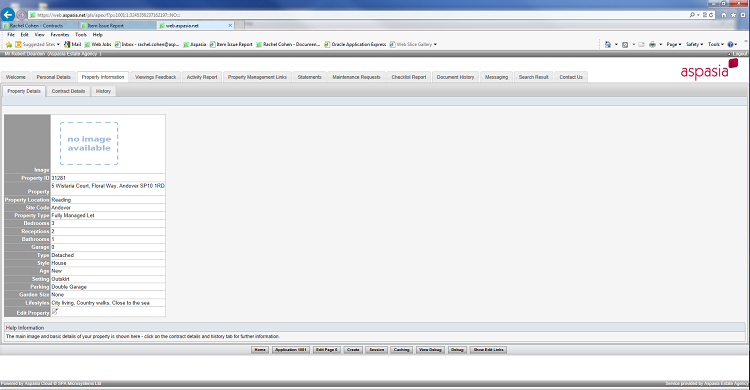 https://web.aspasia.net/pls/apex/f?p=10011:
web.aspasia.net
Rachel Cohen - Contracts
Item Issue Report
web.aspasia.net
File Edit View Favorites Tools Help
Suggested Sites Mail Web Jobs Inbox - rachel.cohen@asp... Aspasia Item Issue Report Rachel Cohen - Documen... Oracle Application Express Web Slice Gallery
Page Safety Tools
Mr Robert Dearden (Aspasia Estate Agency )
Logout
Welcome Personal Details Property Information Viewings Feedback Activity Report Property Management Links Statements Maintenance Requests Checklist Report Document History Messaging Search Result Contact Us
aspasia
Property Details Contract Details History
no image
available
Image
Property ID 31281
Property 5 Wistaria Court, Floral Way, Andover SP10 1RD
Property Location Reading
Site Code Andover
Property Type Fully Managed Let
Bedrooms 3
Receptions 2
Bathrooms 1
Garage 0
Type Detached
Style House
Age New
Setting Outskirt
Parking Double Garage
Garden Size None
Lifestyles City living, Country walks, Close to the sea
Edit Property
Help Information
The main image and basic details of your property is shown here - click on the contract details and history tab for further information.
Home Application 1001 Edit Page 6 Create Session Caching View Debug Debug Show Edit Links
Powered by Aspasia Cloud © SPA Microsystems Ltd
Service provided by Aspasia Estate Agency